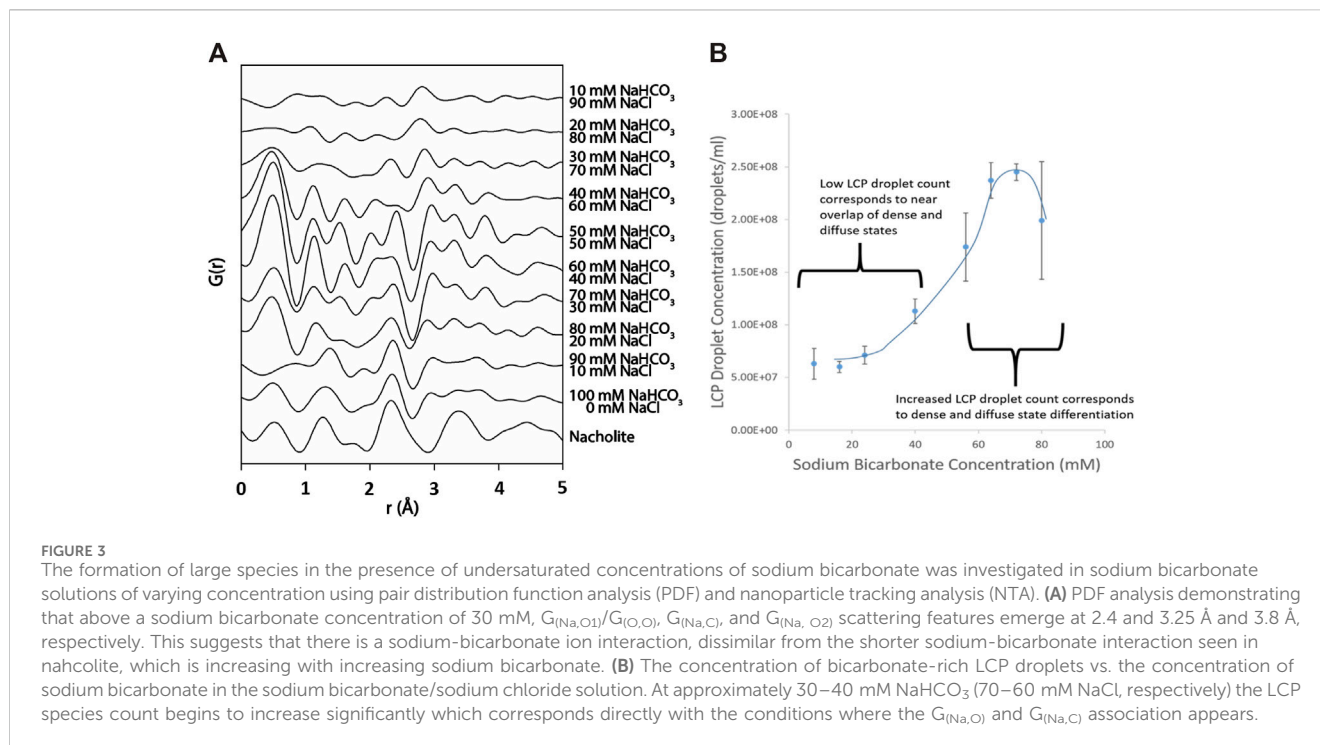 A
10 mM NaHCO₃
90 mM NaCl
20 mM NaHCO₃
80 mM NaCl
30 mM NaHCO₃
70 mM NaCl
40 mM NaHCO₃
60 mM NaCl
50 mM NaHCO₃
50 mM NaCl
60 mM NaHCO₃
40 mM NaCl
70 mM NaHCO₃
30 mM NaCl
80 mM NaHCO₃
20 mM NaCl
90 mM NaHCO₃
10 mM NaCl
100 mM NaHCO₃
0 mM NaCl
Nacholite
G(r)
0 1 2 3 4 5
r (Å)
B
3.00E+08
2.50E+08
2.00E+08
1.50E+08
1.00E+08
5.00E+07
0.00E+00
LCP Droplet Concentration (droplets/ml)
Low LCP droplet count
corresponds to near
overlap of dense and
diffuse states
Increased LCP droplet count corresponds
to dense and diffuse state differentiation
0 20 40 60 80 100
Sodium Bicarbonate Concentration (mM)
FIGURE 3
The formation of large species in the presence of undersaturated concentrations of sodium bicarbonate was investigated in sodium bicarbonate
solutions of varying concentration using pair distribution function analysis (PDF) and nanoparticle tracking analysis (NTA). (A) PDF analysis demonstrating
that above a sodium bicarbonate concentration of 30 mM, G(Na,O1)/G(O,O), G(Na,C), and G(Na, O2) scattering features emerge at 2.4 and 3.25 Å and 3.8 Å,
respectively. This suggests that there is a sodium-bicarbonate ion interaction, dissimilar from the shorter sodium-bicarbonate interaction seen in
nahcolite, which is increasing with increasing sodium bicarbonate. (B) The concentration of bicarbonate-rich LCP droplets vs. the concentration of
sodium bicarbonate in the sodium bicarbonate/sodium chloride solution. At approximately 30–40 mM NaHCO₃ (70–60 mM NaCl, respectively) the LCP
species count begins to increase significantly which corresponds directly with the conditions where the G(Na,O) and G(Na,C) association appears.